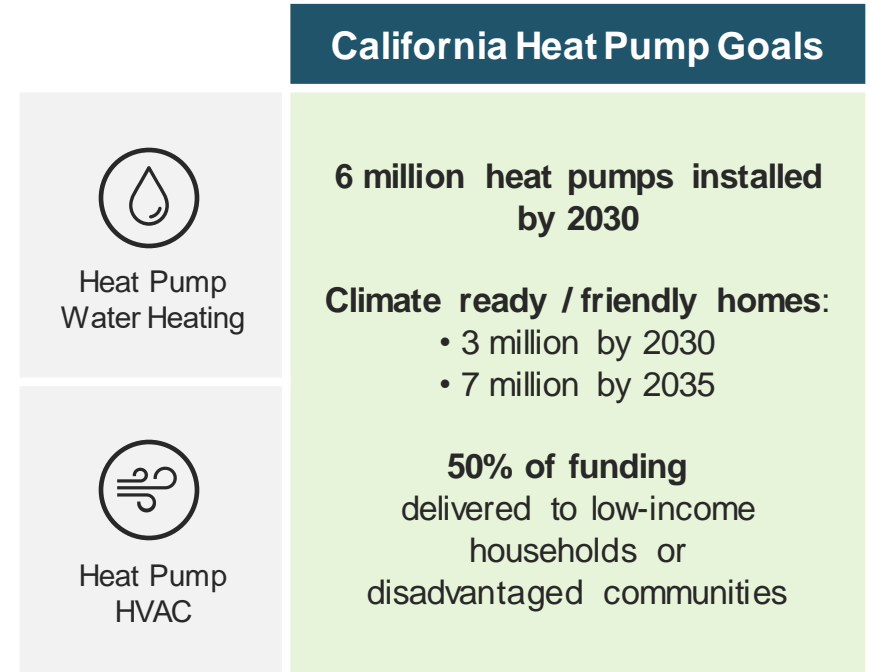 California Heat Pump Goals
Heat Pump
Water Heating
Heat Pump
HVAC
6 million heat pumps installed
by 2030
Climate ready / friendly homes:
• 3 million by 2030
• 7 million by 2035
50% of funding
delivered to low-income
households or
disadvantaged communities